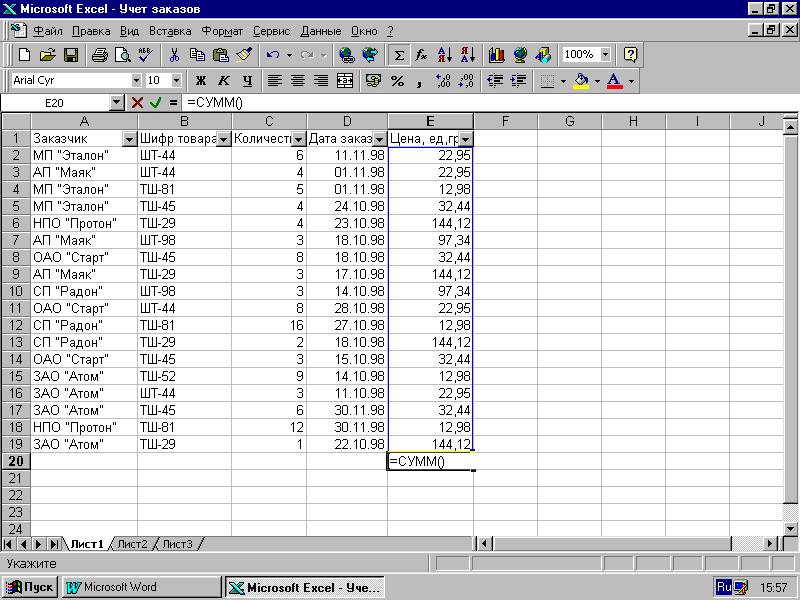 Microsoft Excel - Учет заказов
Файл Правка Вид Вставка Формат Сервис Данные Окно ?
Σ fx 100%
Arial Cyr 10 Ж К Ч %
E20 =СУММ()
A B C D E F G H I J
1 Заказчик Шифр товара Количесть Дата заказ Цена, ед,гр
2 МП "Эталон" ШТ-44 6 11.11.98 22,95
3 АП "Маяк" ШТ-44 4 01.11.98 22,95
4 МП "Эталон" ТШ-81 5 01.11.98 12,98
5 МП "Эталон" ТШ-45 4 24.10.98 32,44
6 НПО "Протон" ТШ-29 4 23.10.98 144,12
7 АП "Маяк" ШТ-98 3 18.10.98 97,34
8 ОАО "Старт" ТШ-45 8 18.10.98 32,44
9 АП "Маяк" ТШ-29 3 17.10.98 144,12
10 СП "Радон" ШТ-98 3 14.10.98 97,34
11 ОАО "Старт" ШТ-44 8 28.10.98 22,95
12 СП "Радон" ТШ-81 16 27.10.98 12,98
13 СП "Радон" ТШ-29 2 18.10.98 144,12
14 ОАО "Старт" ТШ-45 3 15.10.98 32,44
15 ЗАО "Атом" ТШ-52 9 14.10.98 12,98
16 ЗАО "Атом" ШТ-44 3 11.10.98 22,95
17 ЗАО "Атом" ТШ-45 6 30.11.98 32,44
18 НПО "Протон" ТШ-81 12 30.11.98 12,98
19 ЗАО "Атом" ТШ-29 1 22.10.98 144,12
20 =СУММ()
21
22
23
24
Лист1 Лист2 Лист3
Укажите
Пуск Microsoft Word Microsoft Excel - Уче... Ru 15:57